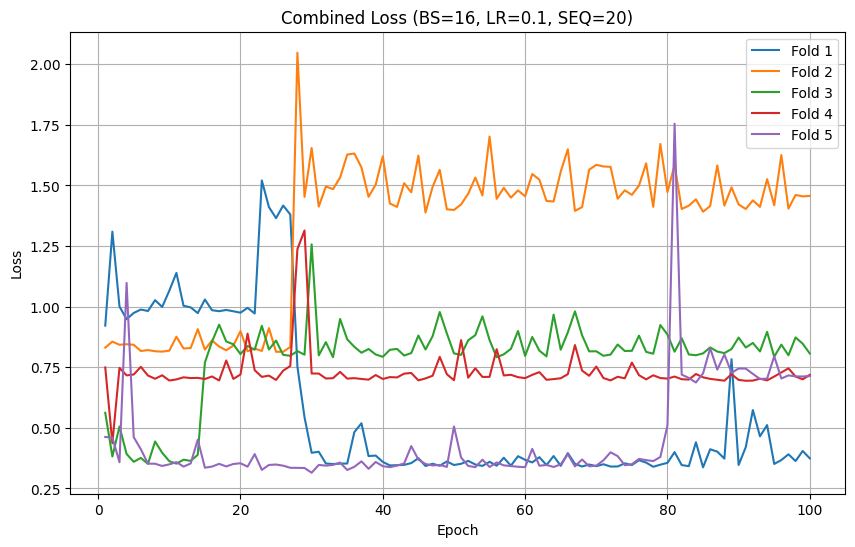 Combined Loss (BS=16, LR=0.1, SEQ=20)
2.00
1.75
1.50
1.25
1.00
0.75
0.50
0.25
Loss
0
20
40
60
80
100
Epoch
Fold 1
Fold 2
Fold 3
Fold 4
Fold 5